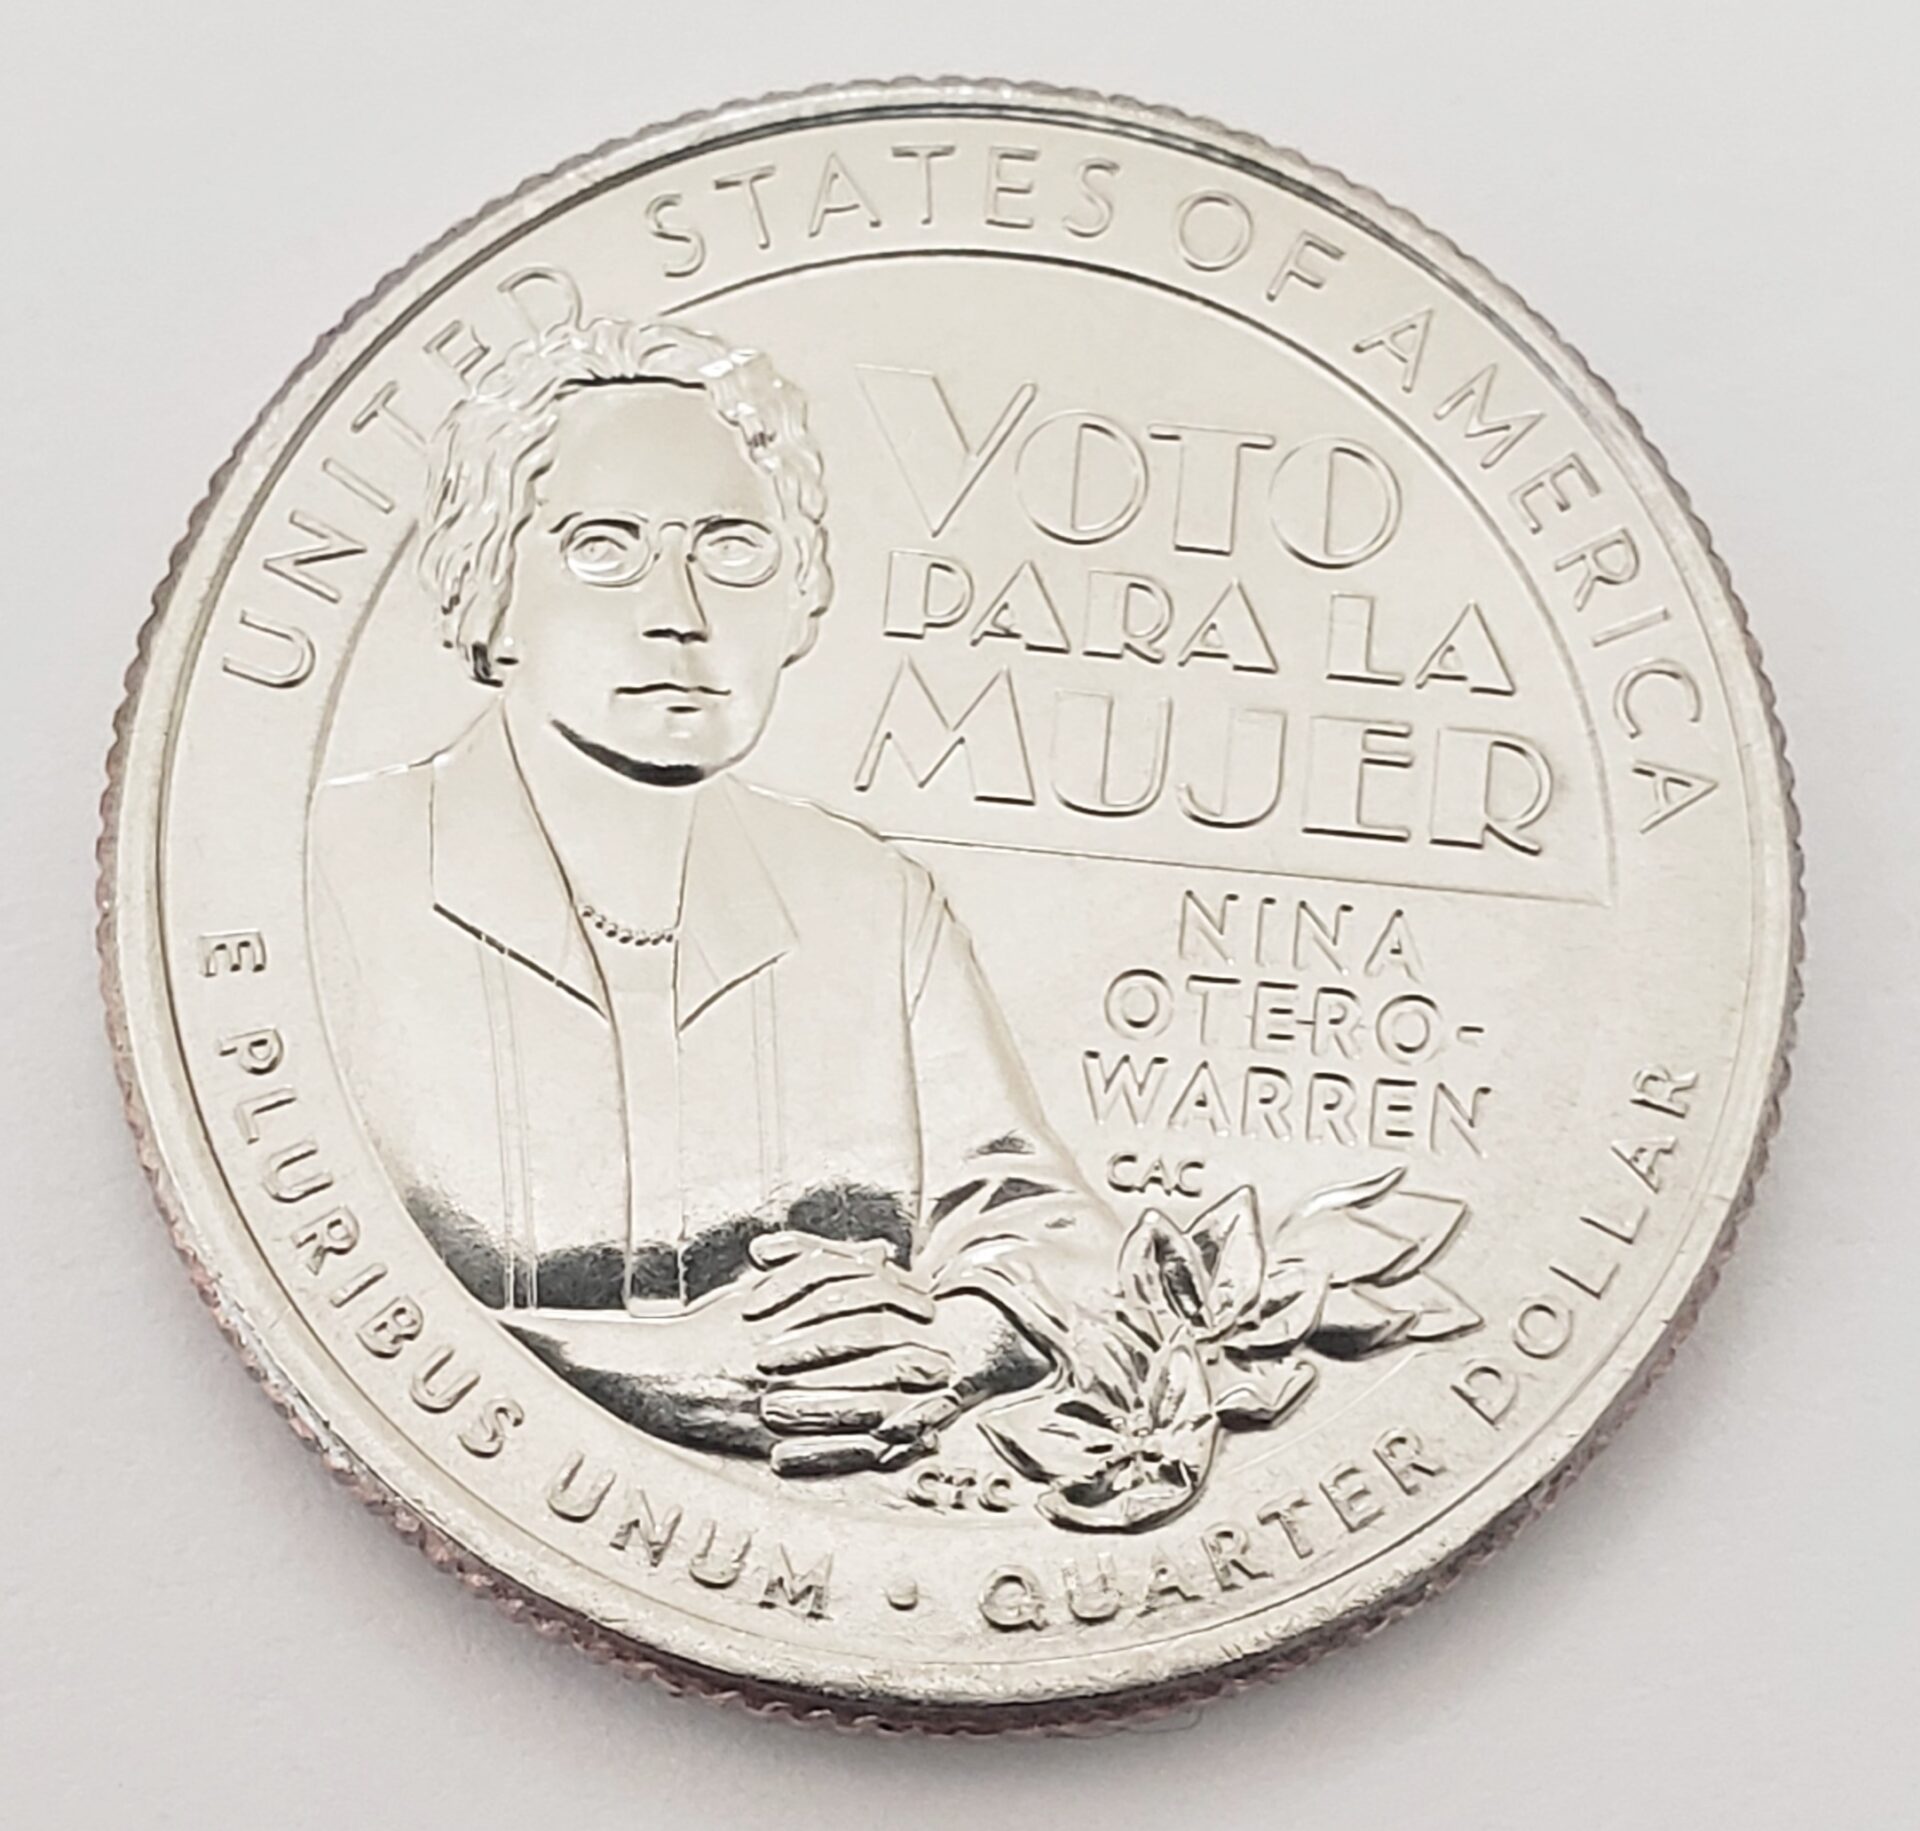 UNITED STATES OF AMERICA
VOTO
PARA LA
MUJER
NINA
OTERO-
WARREN
CAC
CTC
E PLURIBUS UNUM • QUARTER DOLLAR